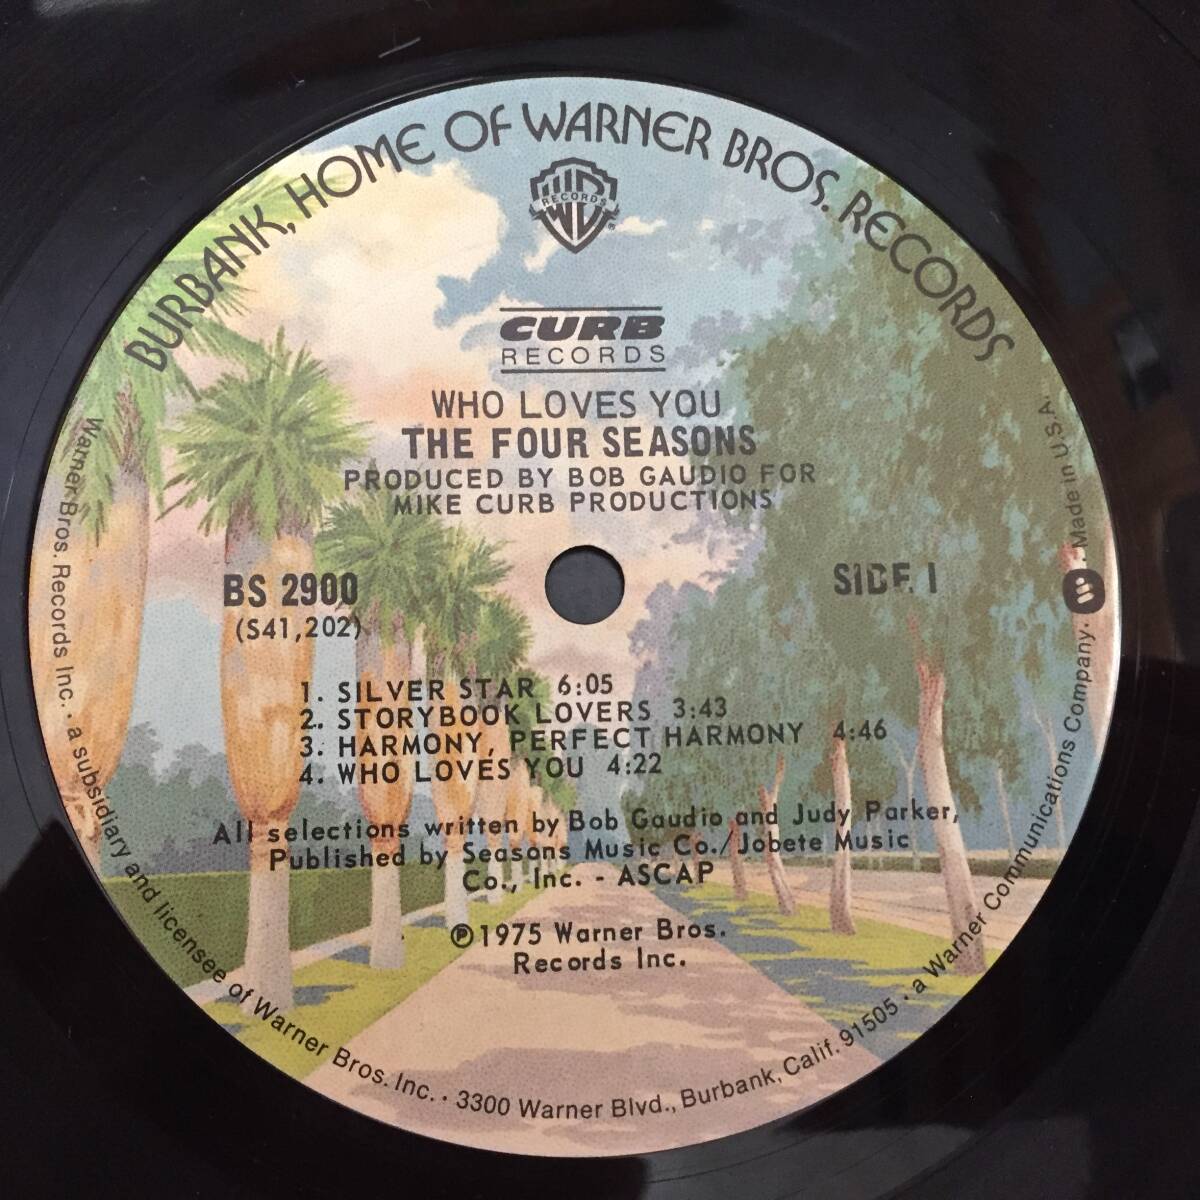 BURBANK, HOME OF WARNER BROS. RECORDS
RECORDS
®
CURB
RECORDS
WHO LOVES YOU
THE FOUR SEASONS
PRODUCED BY BOB GAUDIO FOR
MIKE CURB PRODUCTIONS
BS 2900
(S41,202)
SIDE 1
1. SILVER STAR 6:05
2. STORYBOOK LOVERS 3:43
3. HARMONY, PERFECT HARMONY 4:46
4. WHO LOVES YOU 4:22
All selections written by Bob Gaudio and Judy Parker,
Published by Seasons Music Co./Jobete Music
Co., Inc. - ASCAP
℗1975 Warner Bros.
Records Inc.
Warner Bros. Records Inc. · a subsidiary and licensee of Warner Bros. Inc. · 3300 Warner Blvd., Burbank, Calif. 91505 · a Warner Communications Company. · Made in U.S.A.